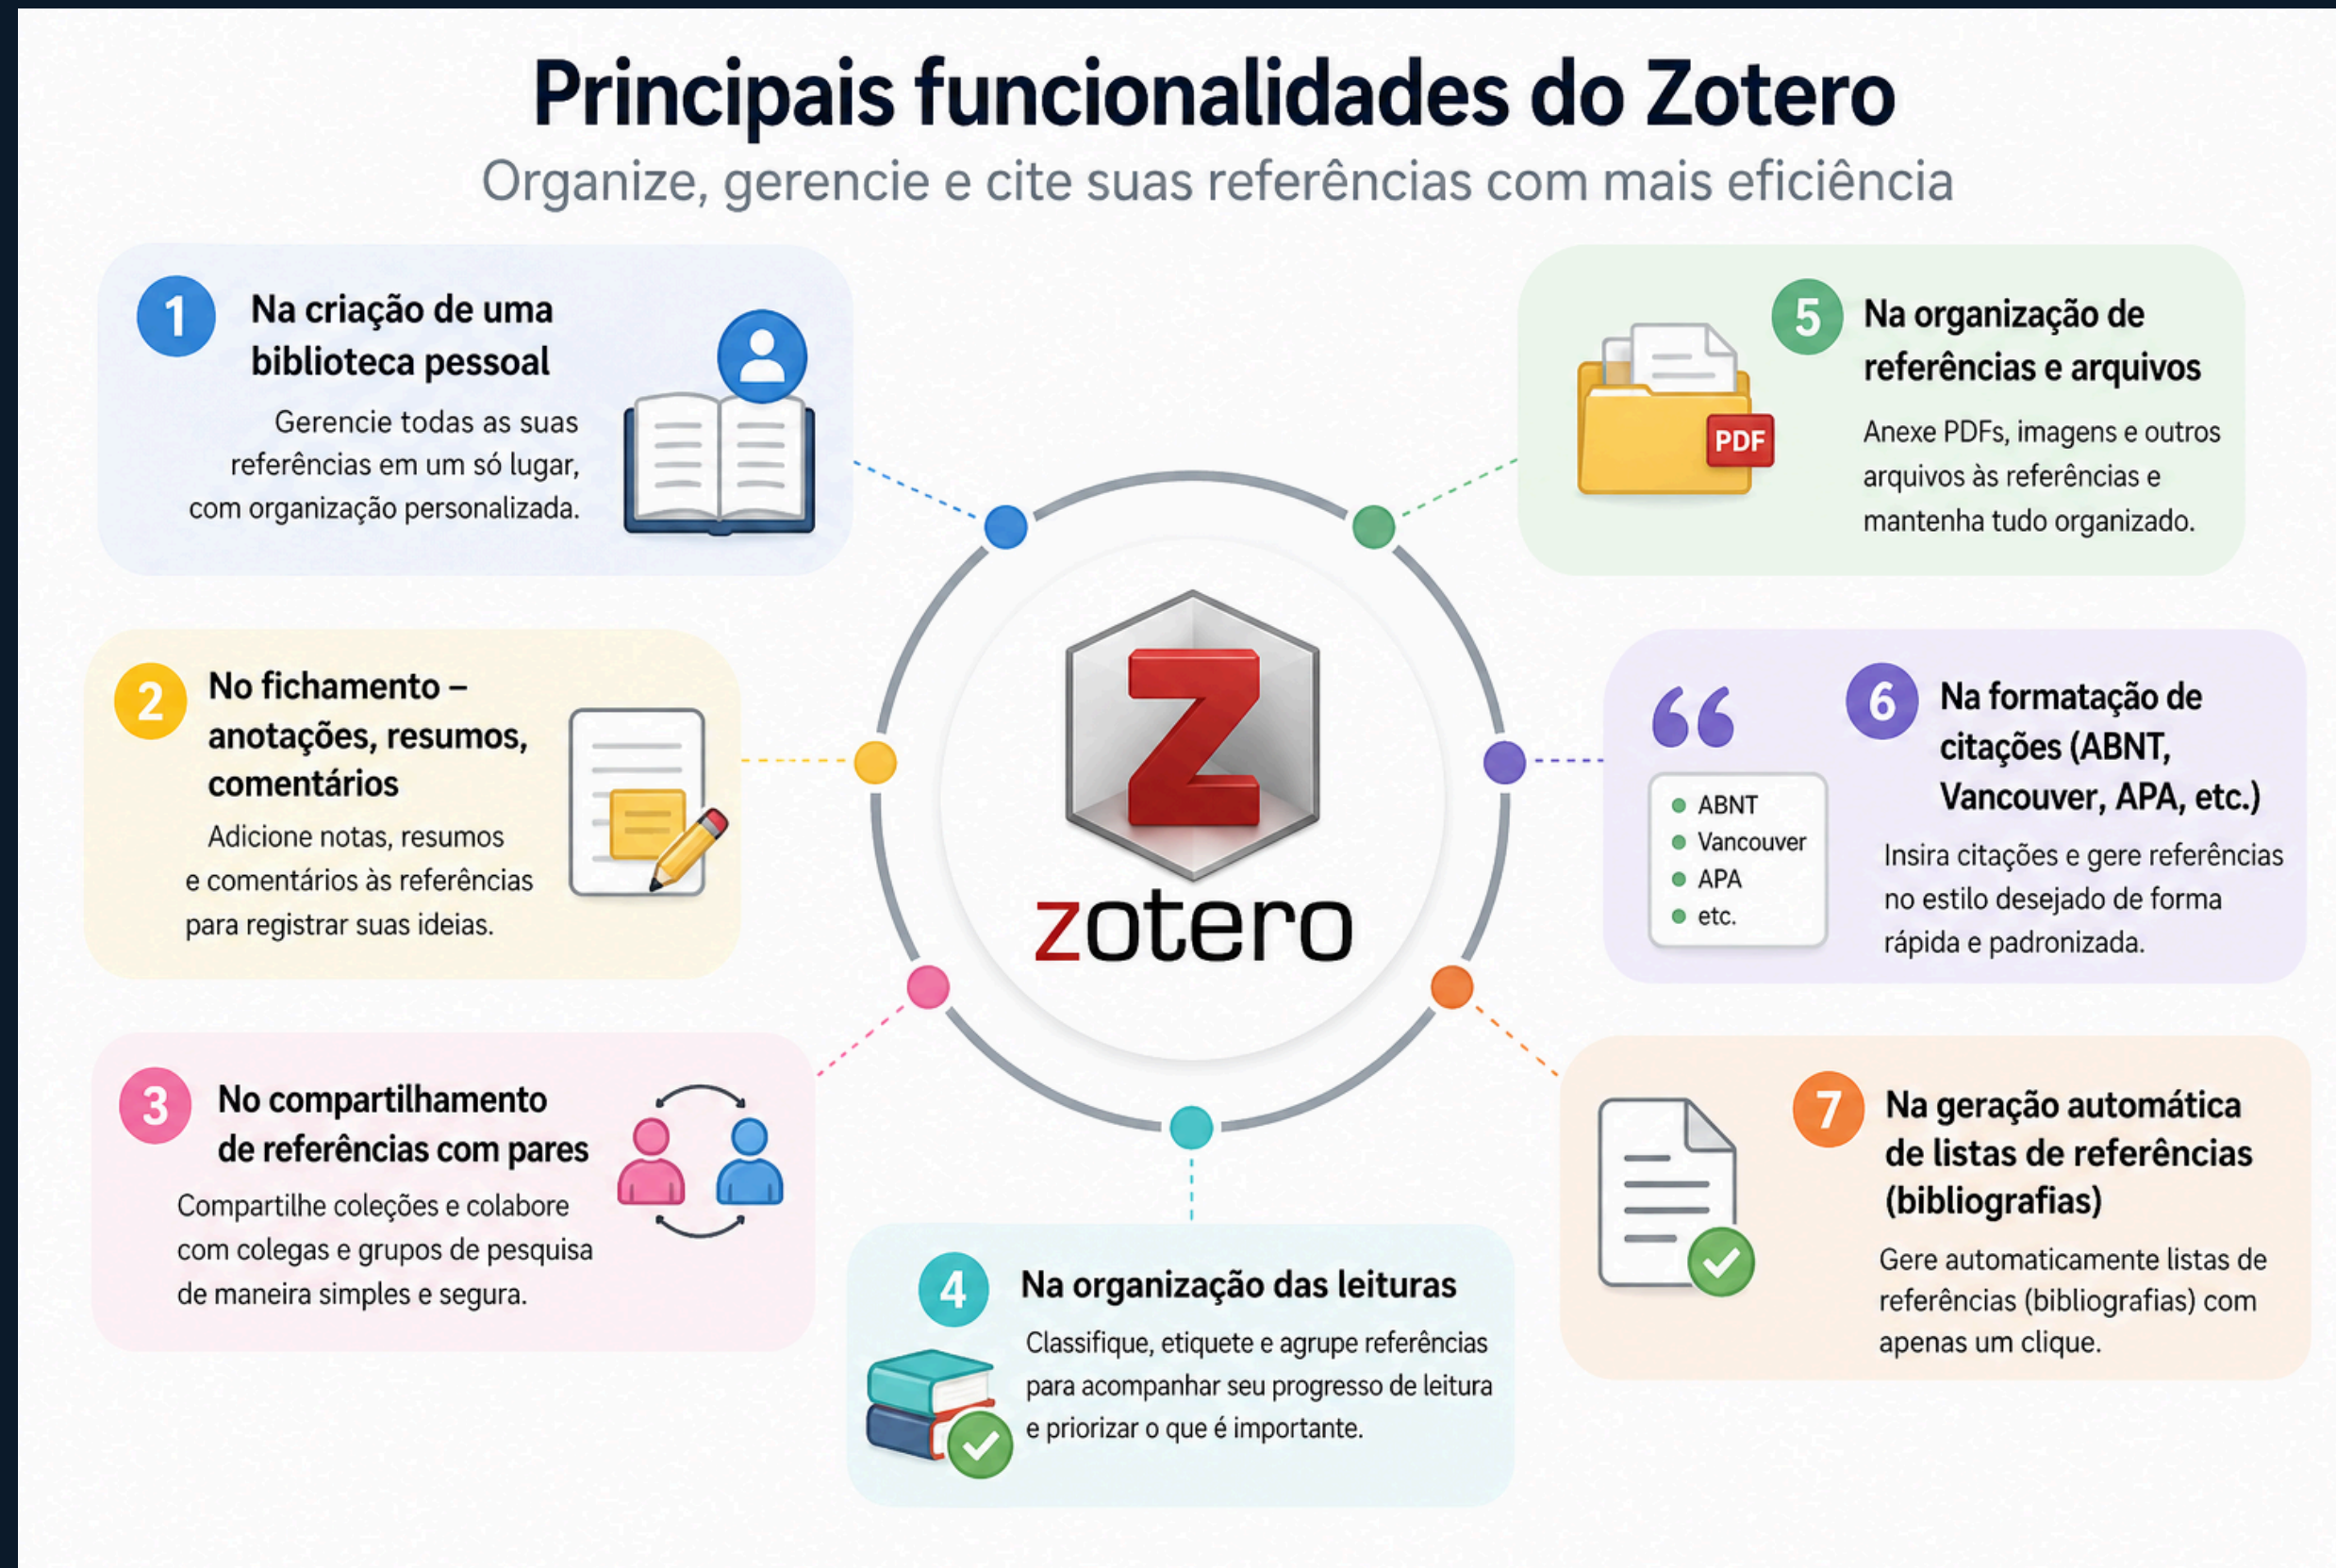 Principais funcionalidades do Zotero
Organize, gerencie e cite suas referências com mais eficiência
1
Na criação de uma
biblioteca pessoal
Gerencie todas as suas
referências em um só lugar,
com organização personalizada.
2
No fichamento –
anotações, resumos,
comentários
Adicione notas, resumos
e comentários às referências
para registrar suas ideias.
3
No compartilhamento
de referências com pares
Compartilhe coleções e colabore
com colegas e grupos de pesquisa
de maneira simples e segura.
Z
zotero
4
Na organização das leituras
Classifique, etiquete e agrupe referências
para acompanhar seu progresso de leitura
e priorizar o que é importante.
5
Na organização de
referências e arquivos
PDF
Anexe PDFs, imagens e outros
arquivos às referências e
mantenha tudo organizado.
6
Na formatação de
citações (ABNT,
Vancouver, APA, etc.)
ABNT
Vancouver
APA
etc.
Insira citações e gere referências
no estilo desejado de forma
rápida e padronizada.
7
Na geração automática
de listas de referências
(bibliografias)
Gere automaticamente listas de
referências (bibliografias) com
apenas um clique.